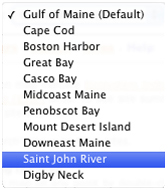 ✓ Gulf of Maine (Default)
Cape Cod
Boston Harbor
Great Bay
Casco Bay
Midcoast Maine
Penobscot Bay
Mount Desert Island
Downeast Maine
Saint John River
Digby Neck